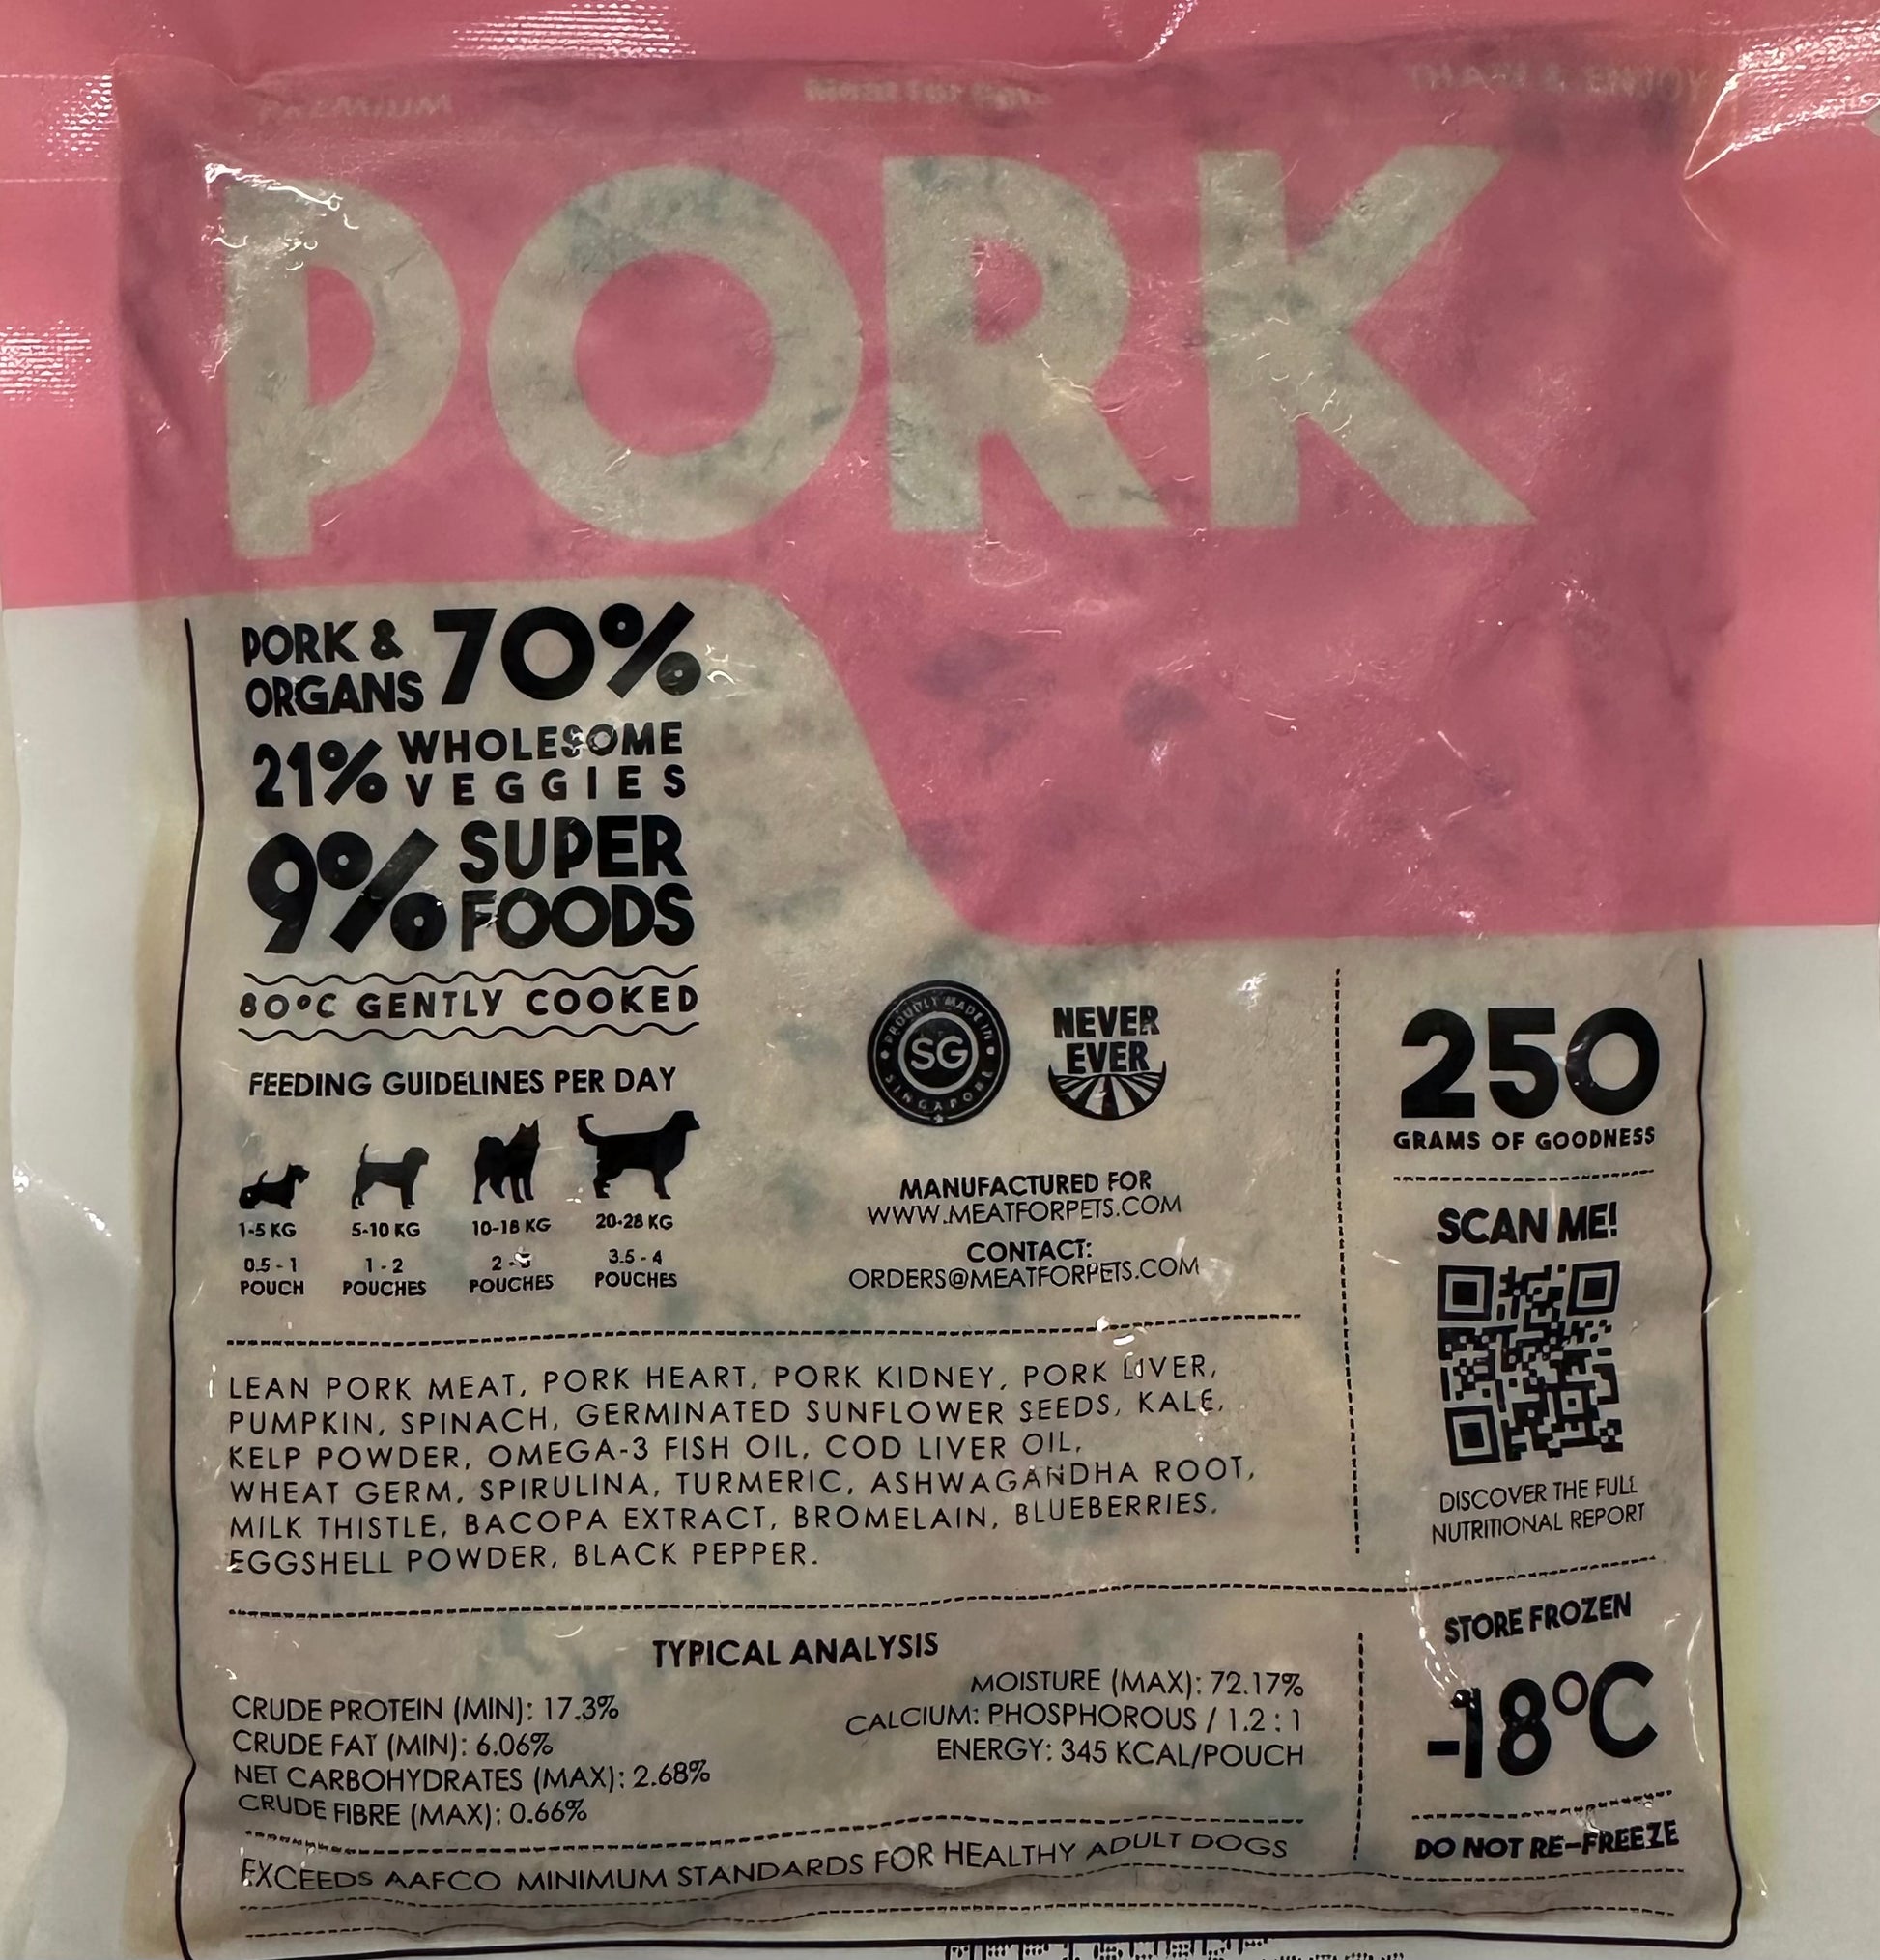 PREMIUM
THAW & ENJOY
PORK
PORK & ORGANS 70%
21% WHOLESOME VEGGIES
9% SUPER FOODS
80°C GENTLY COOKED
FEEDING GUIDELINES PER DAY
1-5 KG 5-10 KG 10-18 KG 20-28 KG
0.5 - 1 1 - 2 2 - 3.5 - 4
POUCH POUCHES POUCHES POUCHES
PROUDLY MADE IN
SG
SINGAPORE
NEVER
EVER
MANUFACTURED FOR
WWW.MEATFORPETS.COM
CONTACT:
ORDERS@MEATFORPETS.COM
250
GRAMS OF GOODNESS
SCAN ME!
DISCOVER THE FULL
NUTRITIONAL REPORT
LEAN PORK MEAT, PORK HEART, PORK KIDNEY, PORK LIVER,
PUMPKIN, SPINACH, GERMINATED SUNFLOWER SEEDS, KALE,
KELP POWDER, OMEGA-3 FISH OIL, COD LIVER OIL,
WHEAT GERM, SPIRULINA, TURMERIC, ASHWAGANDHA ROOT,
MILK THISTLE, BACOPA EXTRACT, BROMELAIN, BLUEBERRIES,
EGGSHELL POWDER, BLACK PEPPER.
TYPICAL ANALYSIS
CRUDE PROTEIN (MIN): 17.3%
CRUDE FAT (MIN): 6.06%
NET CARBOHYDRATES (MAX): 2.68%
CRUDE FIBRE (MAX): 0.66%
MOISTURE (MAX): 72.17%
CALCIUM: PHOSPHOROUS / 1.2 : 1
ENERGY: 345 KCAL/POUCH
STORE FROZEN
-18°C
DO NOT RE-FREEZE
EXCEEDS AAFCO MINIMUM STANDARDS FOR HEALTHY ADULT DOGS